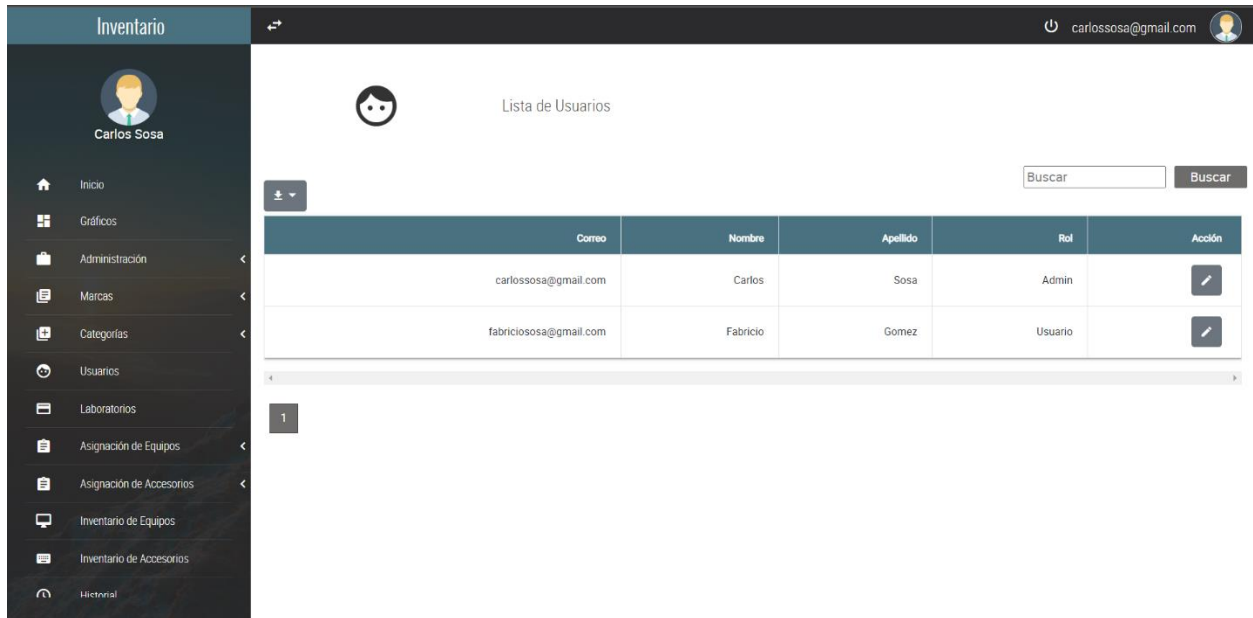 Inventario
carlossosa@gmail.com
Carlos Sosa
Inicio
Gráficos
Administración
Marcas
Categorías
Usuarios
Laboratorios
Asignación de Equipos
Asignación de Accesorios
Inventario de Equipos
Inventario de Accesorios
Historial
Lista de Usuarios
Buscar Buscar
Correo Nombre Apellido Rol Acción
carlossosa@gmail.com Carlos Sosa Admin
fabriciososa@gmail.com Fabricio Gomez Usuario
1